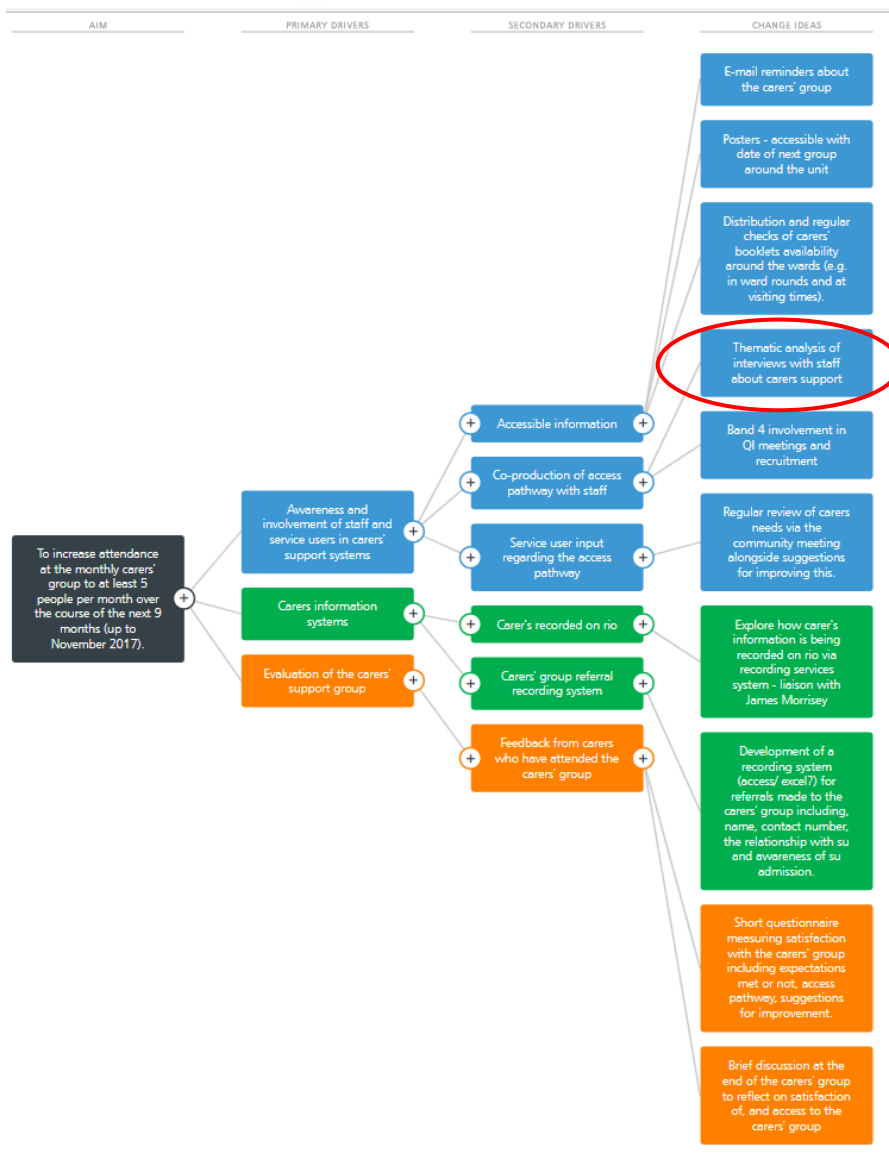 AIM
PRIMARY DRIVERS
SECONDARY DRIVERS
CHANGE IDEAS
To increase attendance
at the monthly carers'
group to at least 5
people per month over
the course of the next 9
months (up to
November 2017).
Awareness and
involvement of staff and
service users in carers'
support systems
Carers information
systems
Evaluation of the carers'
support group
Accessible information
Co-production of access
pathway with staff
Service user input
regarding the access
pathway
Carer's recorded on rio
Carers' group referral
recording system
Feedback from carers
who have attended the
carers' group
E-mail reminders about
the carers' group
Posters - accessible with
date of next group
around the unit
Distribution and regular
checks of carers'
booklets availability
around the wards (e.g.
in ward rounds and at
visiting times).
Thematic analysis of
interviews with staff
about carers support
Band 4 involvement in
QI meetings and
recruitment
Regular review of carers
needs via the
community meeting
alongside suggestions
for improving this.
Explore how carer's
information is being
recorded on rio via
recording services
system - liaison with
James Morrisey
Development of a
recording system
(access/ excel?) for
referrals made to the
carers' group including,
name, contact number,
the relationship with su
and awareness of su
admission.
Short questionnaire
measuring satisfaction
with the carers' group
including expectations
met or not, access
pathway, suggestions
for improvement.
Brief discussion at the
end of the carers' group
to reflect on satisfaction
of, and access to the
carers' group